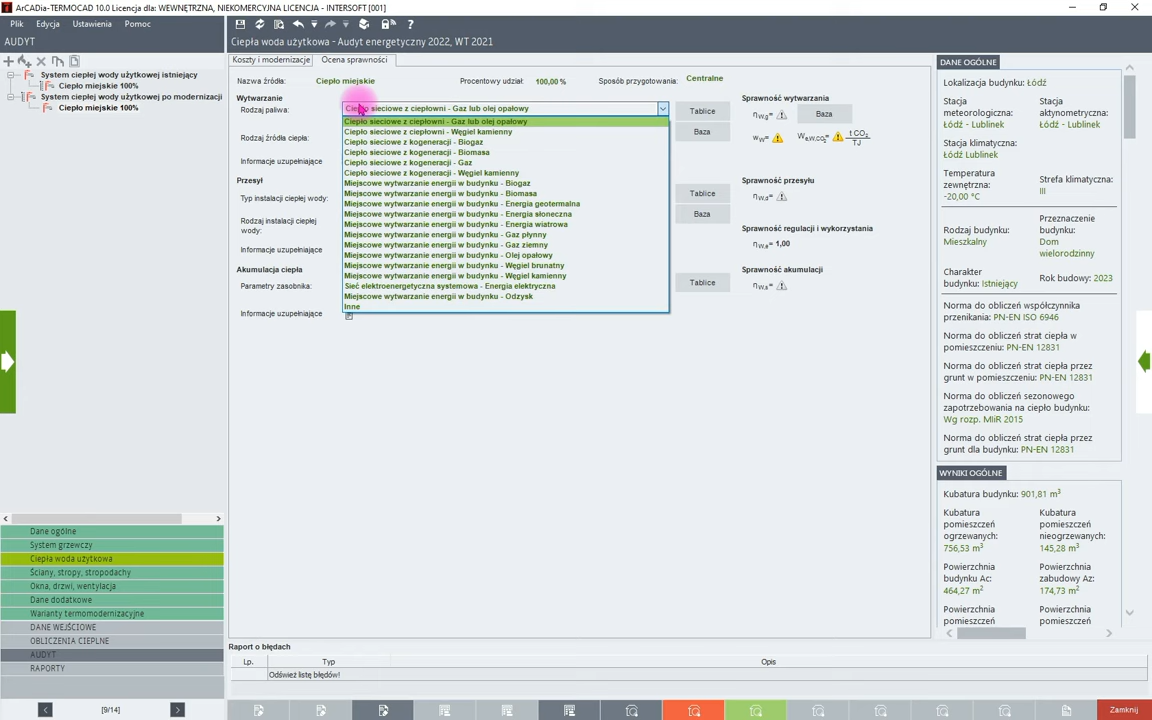 ArCADia-TERMOCAD 10.0 Licencja dla: WEWNĘTRZNA, NIEKOMERCYJNA LICENCJA - INTERSOFT [001]
Plik Edycja Ustawienia Pomoc
AUDYT
Ciepła woda użytkowa - Audyt energetyczny 2022, WT 2021
System ciepłej wody użytkowej istniejący
Ciepło miejskie 100%
System ciepłej wody użytkowej po modernizacji
Ciepło miejskie 100%
Koszty i modernizacje Ocena sprawności
Nazwa źródła: Ciepło miejskie Procentowy udział: 100,00 % Sposób przygotowania: Centralne
Wytwarzanie
Rodzaj paliwa: Ciepło sieciowe z ciepłowni - Gaz lub olej opałowy
Ciepło sieciowe z ciepłowni - Gaz lub olej opałowy
Ciepło sieciowe z ciepłowni - Węgiel kamienny
Ciepło sieciowe z kogeneracji - Biogaz
Ciepło sieciowe z kogeneracji - Biomasa
Ciepło sieciowe z kogeneracji - Gaz
Ciepło sieciowe z kogeneracji - Węgiel kamienny
Miejscowe wytwarzanie energii w budynku - Biogaz
Miejscowe wytwarzanie energii w budynku - Biomasa
Miejscowe wytwarzanie energii w budynku - Energia geotermalna
Miejscowe wytwarzanie energii w budynku - Energia słoneczna
Miejscowe wytwarzanie energii w budynku - Energia wiatrowa
Miejscowe wytwarzanie energii w budynku - Gaz płynny
Miejscowe wytwarzanie energii w budynku - Gaz ziemny
Miejscowe wytwarzanie energii w budynku - Olej opałowy
Miejscowe wytwarzanie energii w budynku - Węgiel brunatny
Miejscowe wytwarzanie energii w budynku - Węgiel kamienny
Sieć elektroenergetyczna systemowa - Energia elektryczna
Miejscowe wytwarzanie energii w budynku - Odzysk
Inne
Rodzaj źródła ciepła:
Informacje uzupełniające
Przesył
Typ instalacji ciepłej wody:
Rodzaj instalacji ciepłej
wody:
Informacje uzupełniające
Akumulacja ciepła
Parametry zasobnika:
Informacje uzupełniające
Tablice
Baza
Tablice
Baza
Tablice
Sprawność wytwarzania
ηW,g= Baza
wW= We,W,CO2= t CO2
TJ
Sprawność przesyłu
ηW,d=
Sprawność regulacji i wykorzystania
ηW,e= 1,00
Sprawność akumulacji
ηW,s=
DANE OGÓLNE
Lokalizacja budynku: Łódź
Stacja
meteorologiczna:
Łódź - Lublinek
Stacja
aktynometryczna:
Łódź - Lublinek
Stacja klimatyczna:
Łódź Lublinek
Temperatura
zewnętrzna:
-20,00 °C
Strefa klimatyczna:
III
Rodzaj budynku:
Mieszkalny
Przeznaczenie
budynku:
Dom
wielorodzinny
Charakter
budynku: Istniejący
Rok budowy: 2023
Norma do obliczeń współczynnika
przenikania: PN-EN ISO 6946
Norma do obliczeń strat ciepła w
pomieszczeniu: PN-EN 12831
Norma do obliczeń strat ciepła przez
grunt w pomieszczeniu: PN-EN 12831
Norma do obliczeń sezonowego
zapotrzebowania na ciepło budynku:
Wg rozp. MIiR 2015
Norma do obliczeń strat ciepła przez
grunt dla budynku: PN-EN 12831
WYNIKI OGÓLNE
Kubatura budynku: 901,81 m³
Kubatura
pomieszczeń
ogrzewanych:
756,53 m³
Kubatura
pomieszczeń
nieogrzewanych:
145,28 m³
Powierzchnia
budynku Ac:
464,27 m²
Powierzchnia
zabudowy Az:
174,73 m²
Powierzchnia
pomieszczeń
Powierzchnia
pomieszczeń
Dane ogólne
System grzewczy
Ciepła woda użytkowa
Ściany, stropy, stropodachy
Okna, drzwi, wentylacja
Dane dodatkowe
Warianty termomodernizacyjne
DANE WEJŚCIOWE
OBLICZENIA CIEPLNE
AUDYT
RAPORTY
[9/14]
Raport o błędach
Lp. Typ Opis
Odśwież listę błędów!
Zamknij